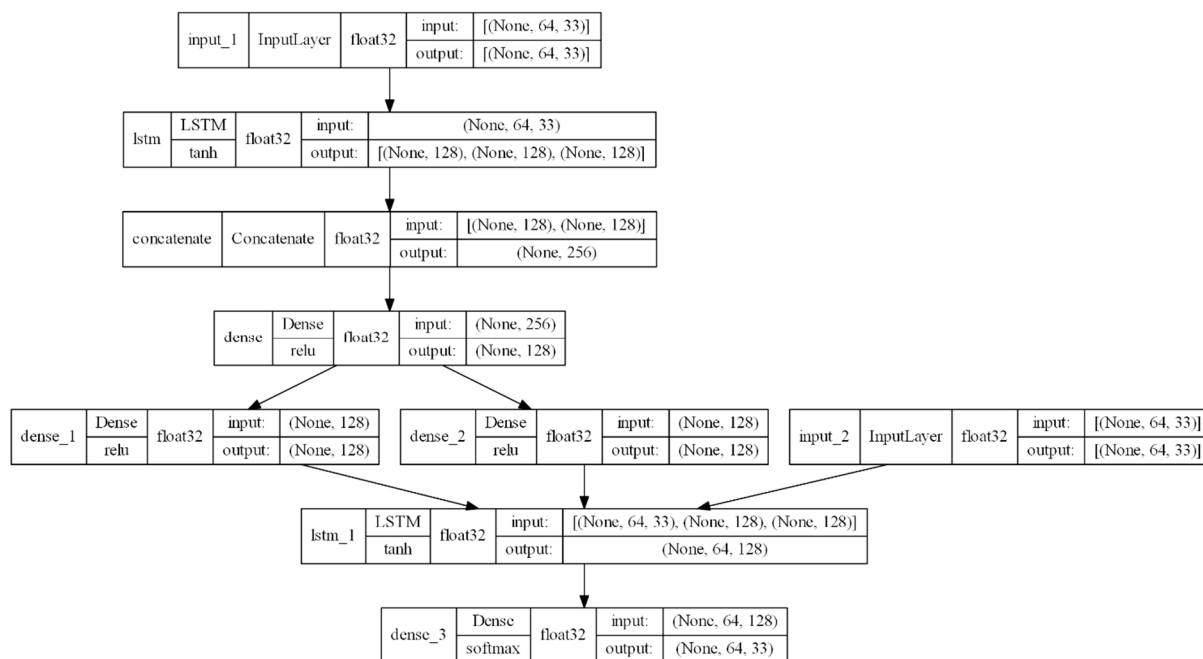 input_1 InputLayer float32 input: [(None, 64, 33)]
output: [(None, 64, 33)]
lstm LSTM float32 input: (None, 64, 33)
tanh output: [(None, 128), (None, 128), (None, 128)]
concatenate Concatenate float32 input: [(None, 128), (None, 128)]
output: (None, 256)
dense Dense float32 input: (None, 256)
relu output: (None, 128)
dense_1 Dense float32 input: (None, 128)
relu output: (None, 128)
dense_2 Dense float32 input: (None, 128)
relu output: (None, 128)
input_2 InputLayer float32 input: [(None, 64, 33)]
output: [(None, 64, 33)]
lstm_1 LSTM float32 input: [(None, 64, 33), (None, 128), (None, 128)]
tanh output: (None, 64, 128)
dense_3 Dense float32 input: (None, 64, 128)
softmax output: (None, 64, 33)